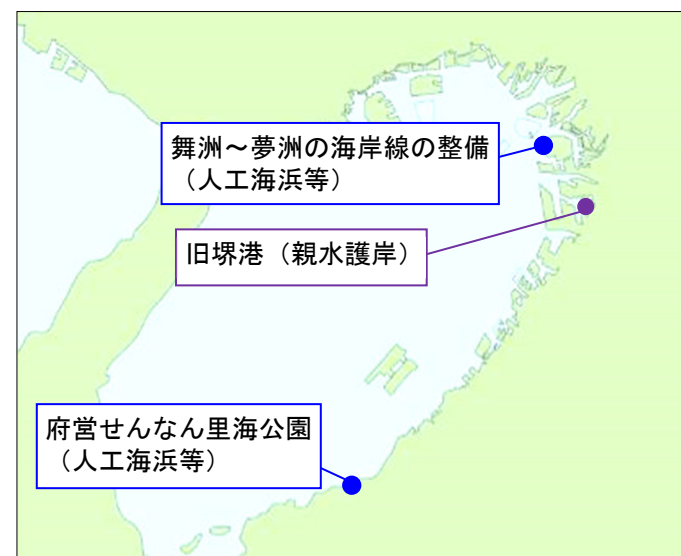 舞洲～夢洲の海岸線の整備
（人工海浜等）
旧堺港（親水護岸）
府営せんなん里海公園
（人工海浜等）